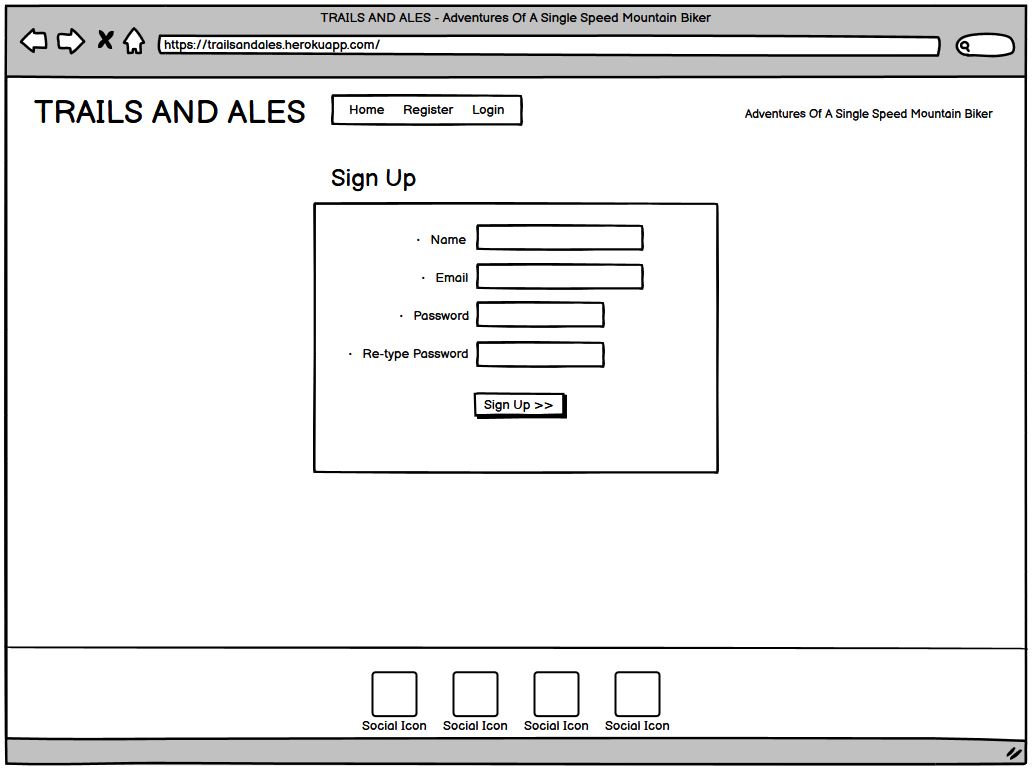 TRAILS AND ALES - Adventures Of A Single Speed Mountain Biker
https://trailsandales.herokuapp.com/
TRAILS AND ALES
Home Register Login
Adventures Of A Single Speed Mountain Biker
Sign Up
· Name
· Email
· Password
· Re-type Password
Sign Up >>
Social Icon Social Icon Social Icon Social Icon